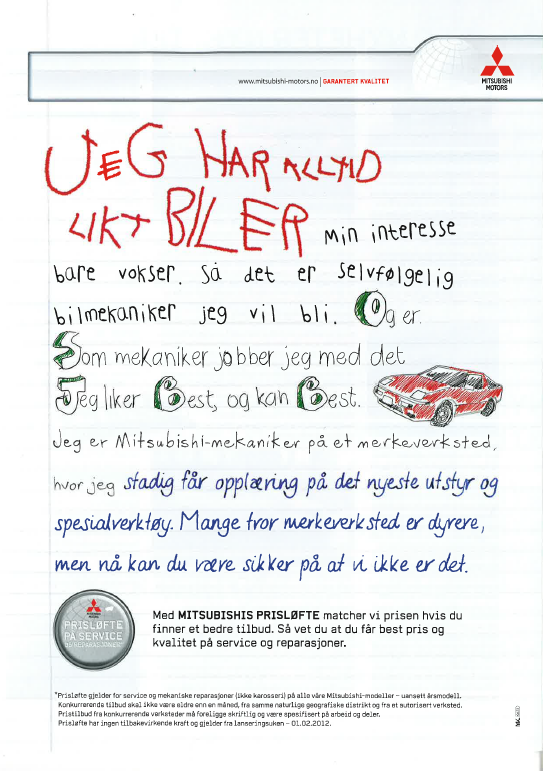 www.mitsubishi-motors.no | GARANTERT KVALITET
MITSUBISHI
MOTORS
JEG HAR ALLTID
LIKT BILER Min interesse
bare vokser. Så det er selvfølgelig
bilmekaniker jeg vil bli. Og er.
Som mekaniker jobber jeg med det
Jeg liker Best, og kan Best.
Jeg er Mitsubishi-mekaniker på et merkeverksted,
hvor jeg stadig får opplæring på det nyeste utstyr og
spesialverktøy. Mange tror merkeverksted er dyrere,
men nå kan du være sikker på at vi ikke er det.
PRISLØFTE
PÅ SERVICE
OG REPARASJONER*
Med MITSUBISHIS PRISLØFTE matcher vi prisen hvis du
finner et bedre tilbud. Så vet du at du får best pris og
kvalitet på service og reparasjoner.
*Prisløfte gjelder for service og mekaniske reparasjoner (ikke karosseri) på alle våre Mitsubishi-modeller – uansett årsmodell.
Konkurrerende tilbud skal ikke være eldre enn en måned, fra samme naturlige geografiske distrikt og fra et autorisert verksted.
Pristilbud fra konkurrerende verksteder må foreligge skriftlig og være spesifisert på arbeid og deler.
Prisløfte har ingen tilbakevirkende kraft og gjelder fra lanseringsuken – 01.02.2012.